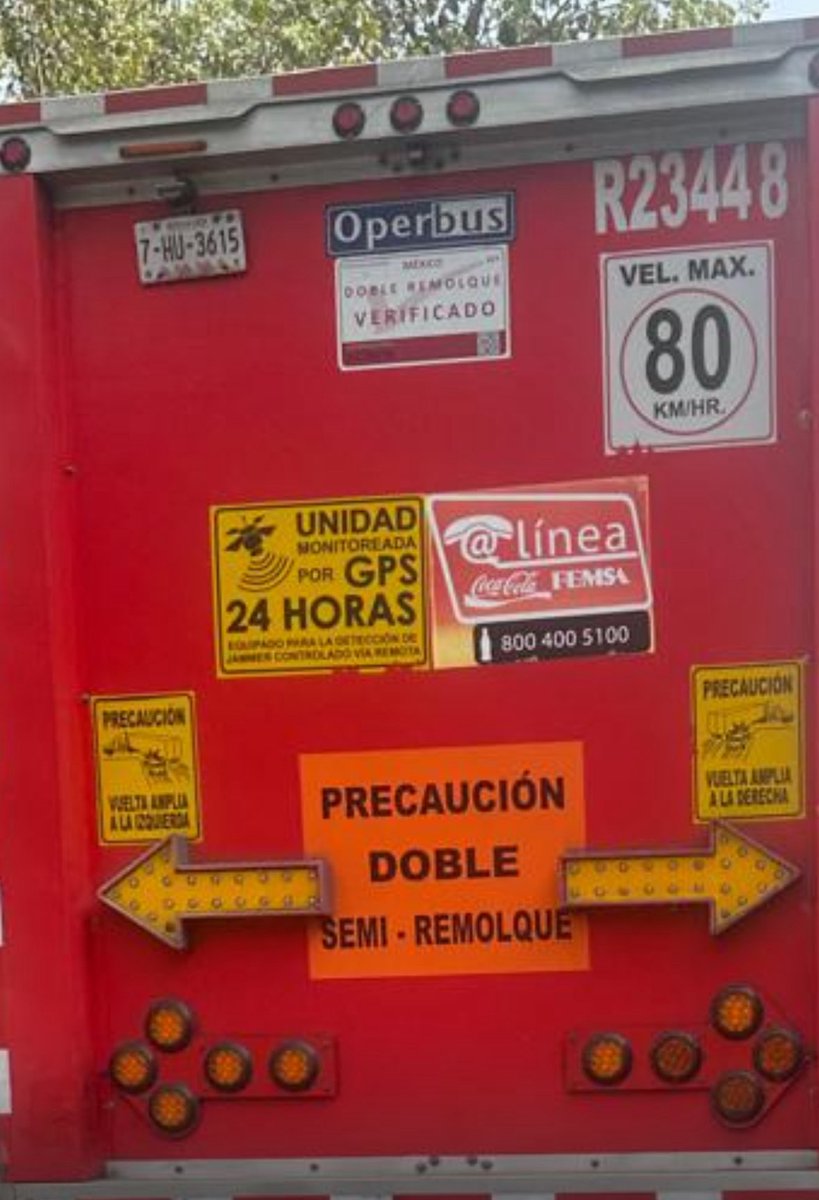 R23448
7-HU-3615
Operbus
MÉXICO
DOBLE REMOLQUE
VERIFICADO
VEL. MAX.
80
KM/HR.
UNIDAD
MONITOREADA
POR GPS
24 HORAS
EQUIPADO PARA LA DETECCIÓN DE
JAMMER CONTROLADO VÍA REMOTA
@línea
Coca-Cola FEMSA
800 400 5100
PRECAUCIÓN
VUELTA AMPLIA
A LA IZQUIERDA
PRECAUCIÓN
VUELTA AMPLIA
A LA DERECHA
PRECAUCIÓN
DOBLE
SEMI - REMOLQUE